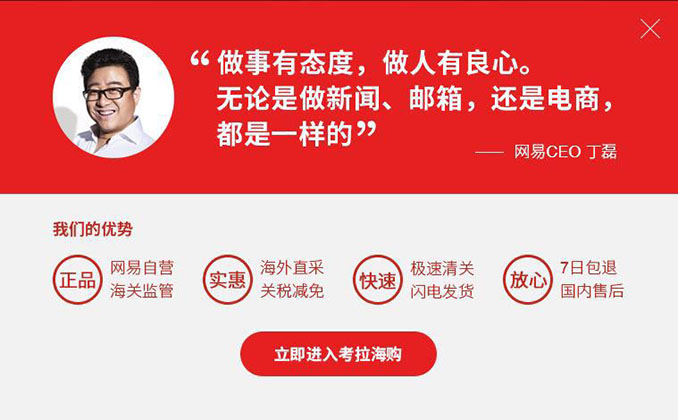 “做事有态度，做人有良心。
无论是做新闻、邮箱，还是电商，
都是一样的”
—— 网易CEO 丁磊
我们的优势
正品
网易自营
海关监管
实惠
海外直采
关税减免
快速
极速清关
闪电发货
放心
7日包退
国内售后
立即进入考拉海购